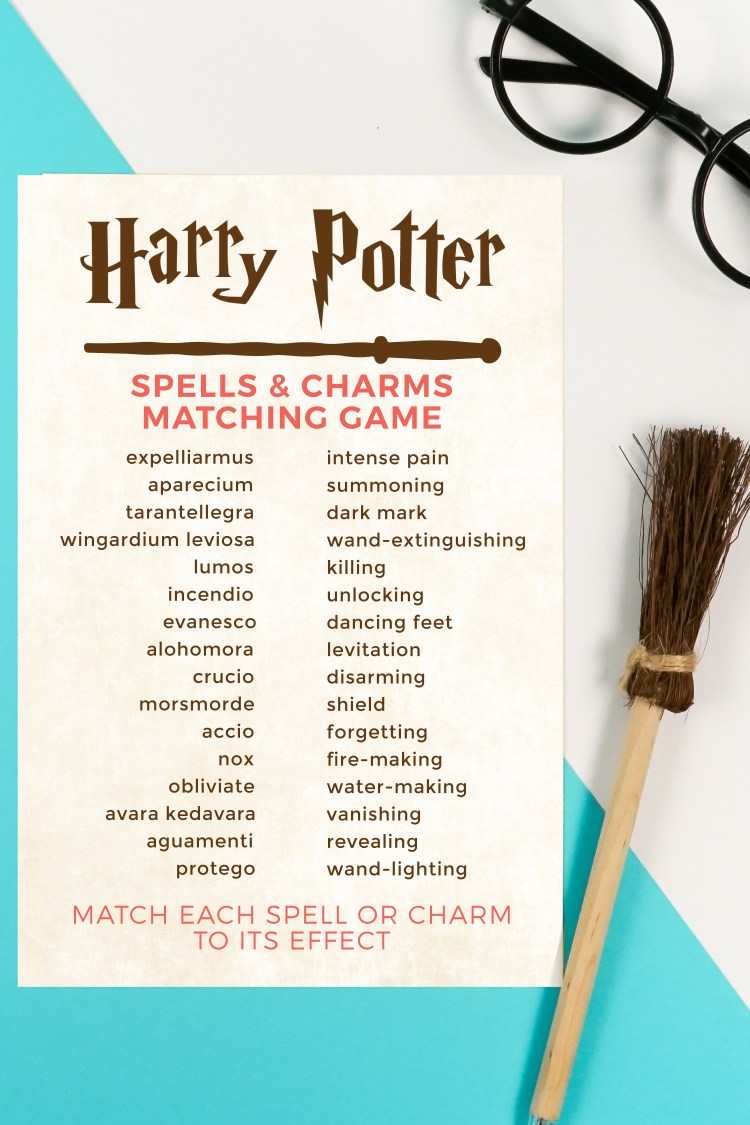 Harry Potter
SPELLS & CHARMS
MATCHING GAME
expelliarmus intense pain
aparecium summoning
tarantellegra dark mark
wingardium leviosa wand-extinguishing
lumos killing
incendio unlocking
evanesco dancing feet
alohomora levitation
crucio disarming
morsmorde shield
accio forgetting
nox fire-making
obliviate water-making
avara kedavara vanishing
aguamenti revealing
protego wand-lighting
MATCH EACH SPELL OR CHARM
TO ITS EFFECT